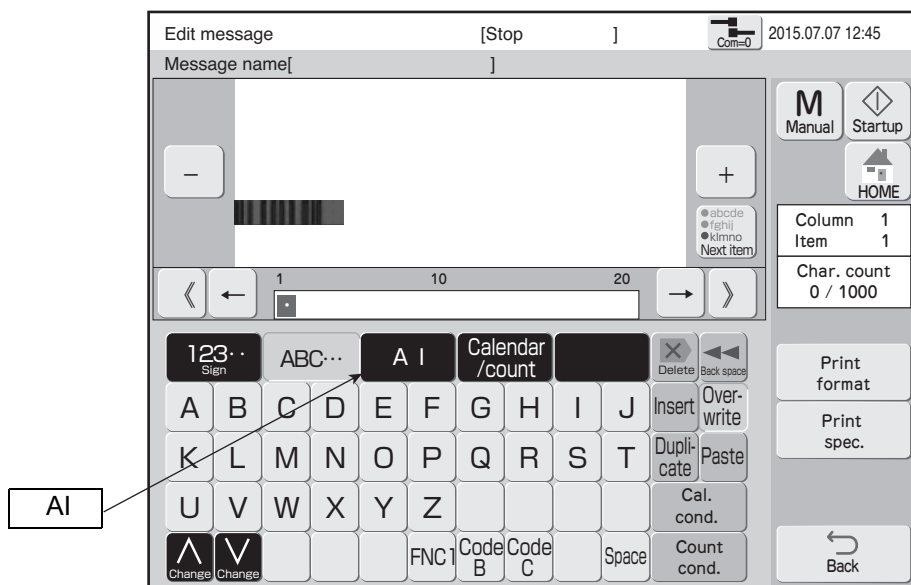 Edit message [Stop ] Com=0 2015.07.07 12:45
Message name[ ]
M
Manual
Startup
HOME
−
+
●abcde
●fghij
●klmno
Next item
Column 1
Item 1
Char. count
0 / 1000
《 ← 1 10 20 → 》
123··
Sign
ABC···
A I
Calendar
/count
Delete
Back space
Print
format
A B C D E F G H I J Insert Over-
write
Print
spec.
K L M N O P Q R S T Dupli-
cate Paste
AI
U V W X Y Z Cal.
cond.
Change Change FNC1 Code
B Code
C Space Count
cond.
Back